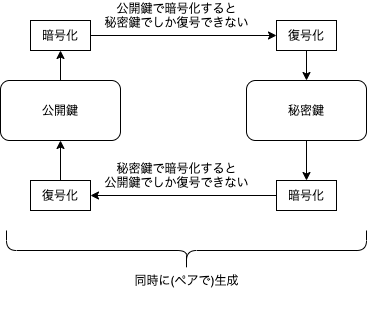 公開鍵で暗号化すると
秘密鍵でしか復号できない
暗号化
復号化
公開鍵
秘密鍵
秘密鍵で暗号化すると
公開鍵でしか復号できない
復号化
暗号化
同時に(ペアで)生成